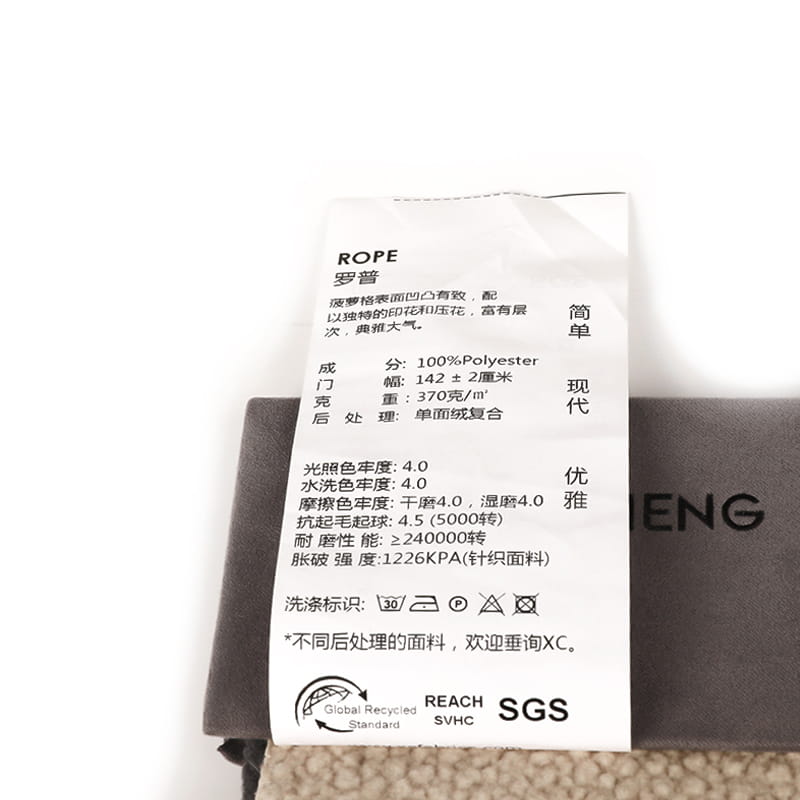 ROPE
罗普
菠萝格表面凹凸有致，配
以独特的印花和压花，富有层
次，典雅大气。
简单
现代
优雅
成 分: 100%Polyester
门 幅: 142 ± 2厘米
克 重: 370克/㎡
后 处 理: 单面绒复合
光照色牢度: 4.0
水洗色牢度: 4.0
摩擦色牢度: 干磨4.0，湿磨4.0
抗起毛起球: 4.5 (5000转)
耐 磨 性 能: ≥240000转
胀破 强 度:1226KPA(针织面料)
洗涤标识: 30 P
*不同后处理的面料，欢迎垂询XC。
Global Recycled
Standard
REACH
SVHC
SGS
ENG